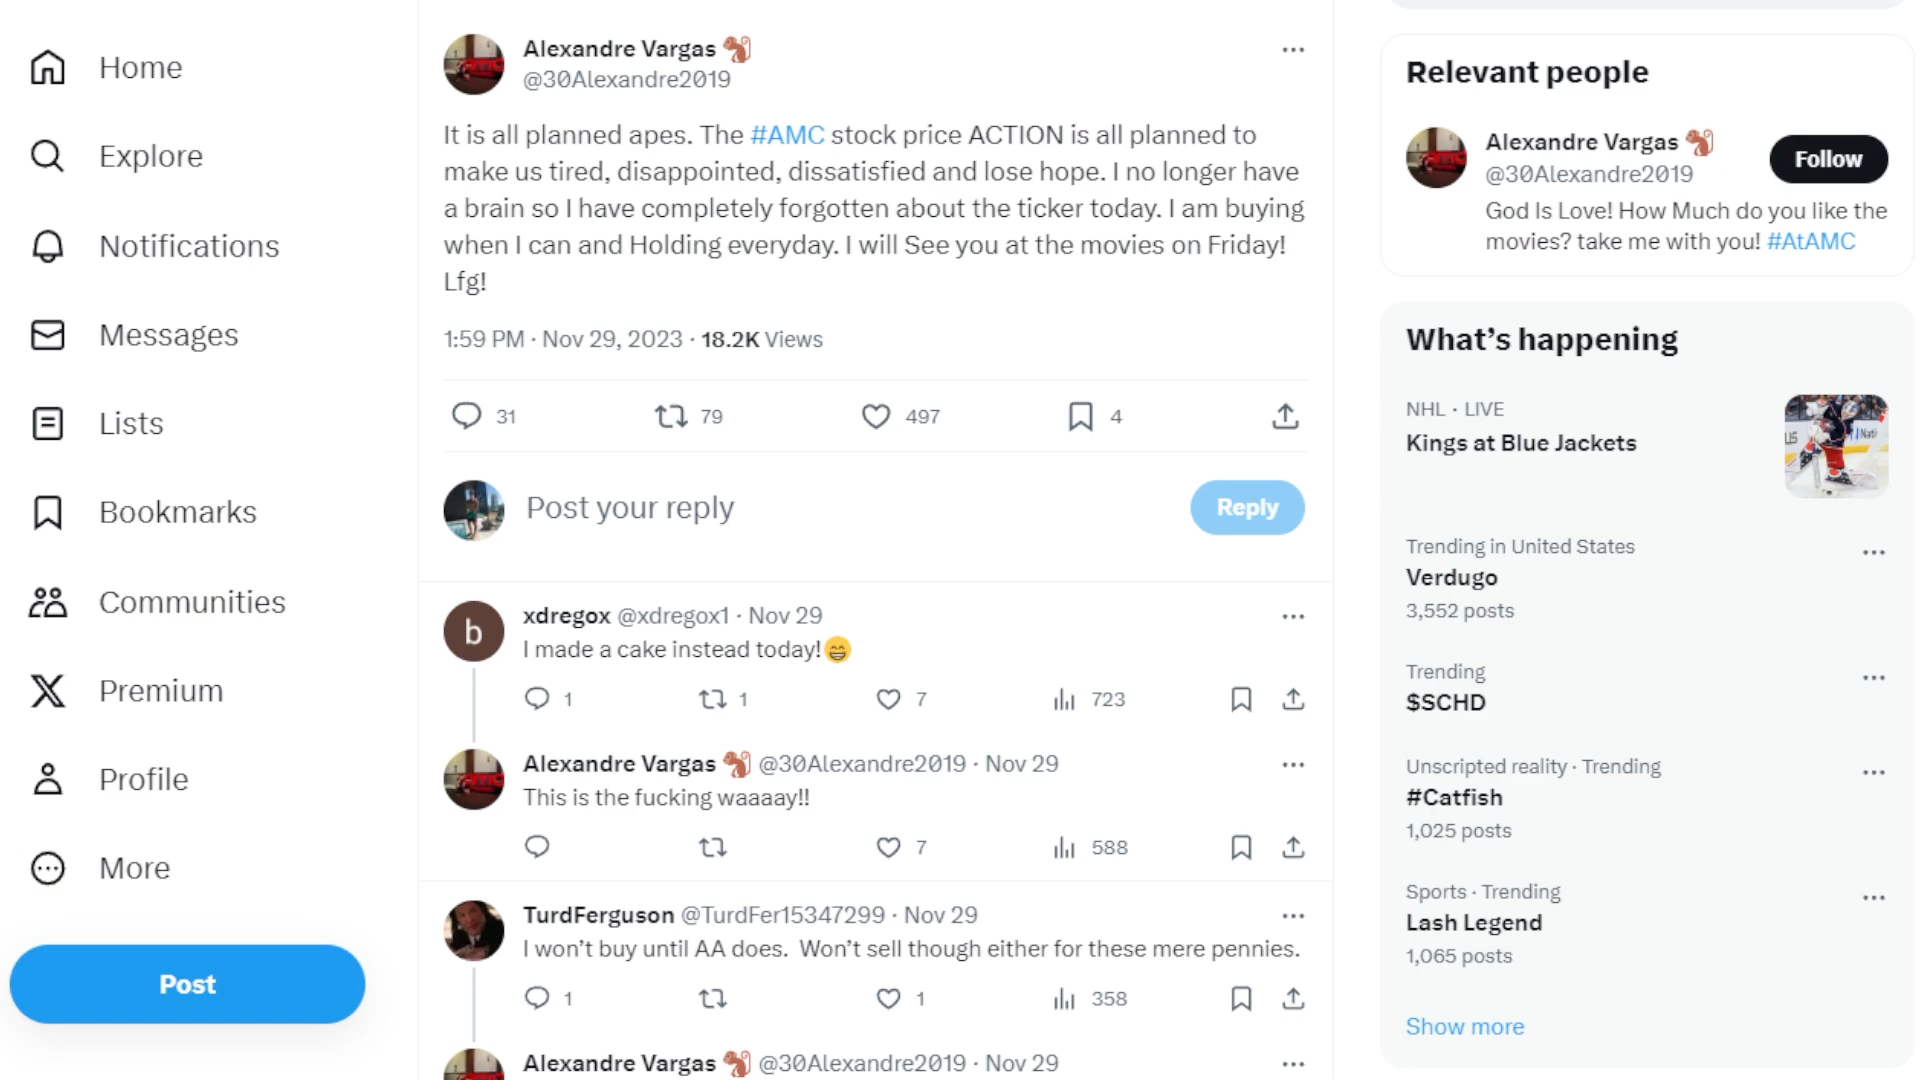 Home
Explore
Notifications
Messages
Lists
Bookmarks
Communities
Premium
Profile
More
Post
Alexandre Vargas
@30Alexandre2019
It is all planned apes. The #AMC stock price ACTION is all planned to
make us tired, disappointed, dissatisfied and lose hope. I no longer have
a brain so I have completely forgotten about the ticker today. I am buying
when I can and Holding everyday. I will See you at the movies on Friday!
Lfg!
1:59 PM · Nov 29, 2023 · 18.2K Views
31 79 497 4
Post your reply
Reply
xdregox @xdregox1 · Nov 29
I made a cake instead today!😁
1 1 7 723
Alexandre Vargas @30Alexandre2019 · Nov 29
This is the fucking waaaay!!
7 588
TurdFerguson @TurdFer15347299 · Nov 29
I won’t buy until AA does. Won’t sell though either for these mere pennies.
1 1 358
Alexandre Vargas @30Alexandre2019 · Nov 29
Relevant people
Alexandre Vargas
@30Alexandre2019
Follow
God Is Love! How Much do you like the
movies? take me with you! #AtAMC
What’s happening
NHL · LIVE
Kings at Blue Jackets
Trending in United States
Verdugo
3,552 posts
Trending
$SCHD
Unscripted reality · Trending
#Catfish
1,025 posts
Sports · Trending
Lash Legend
1,065 posts
Show more